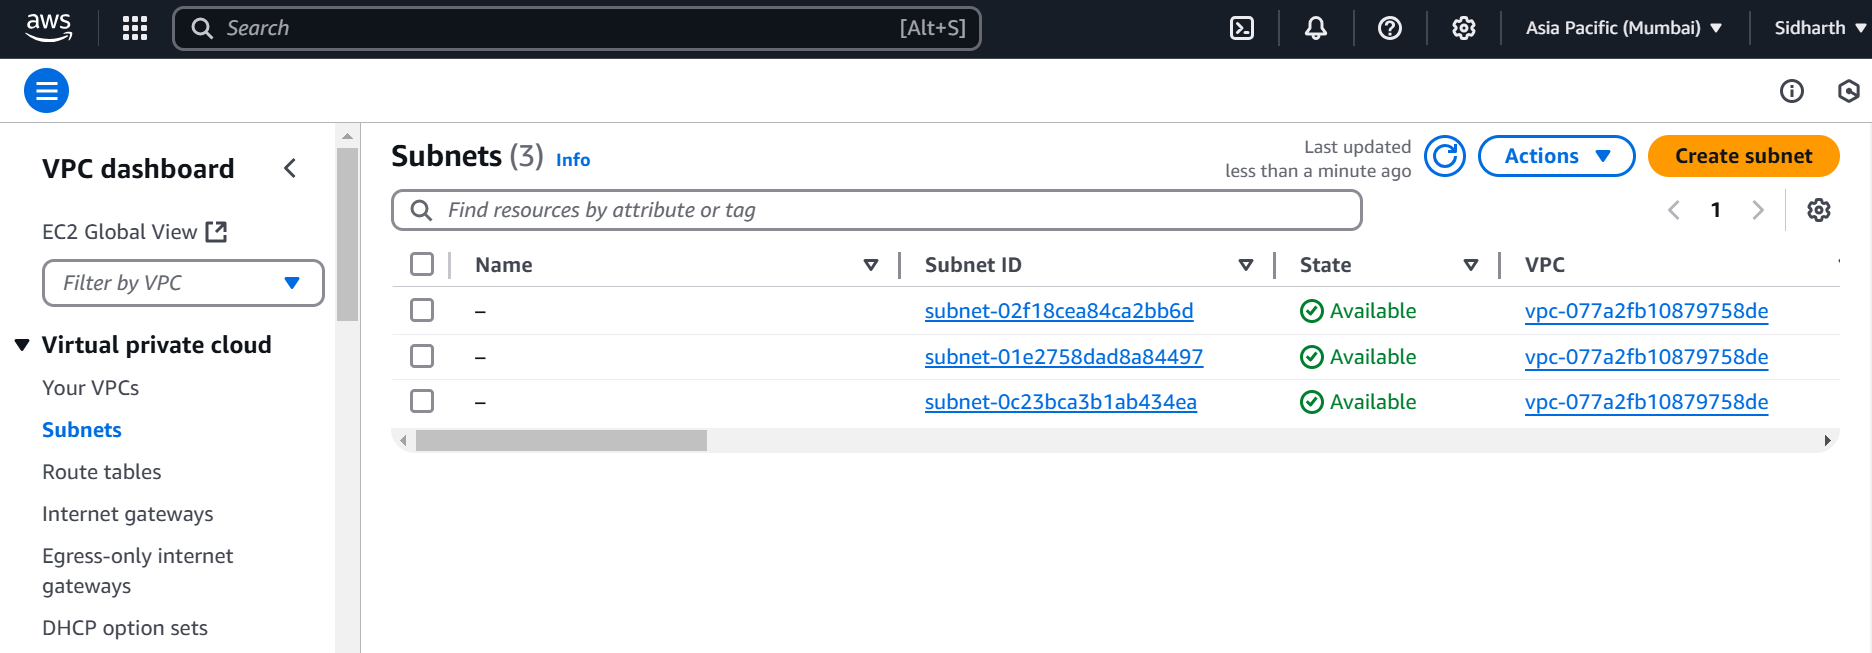 aws
Search [Alt+S]
Asia Pacific (Mumbai)
Sidharth
VPC dashboard
EC2 Global View
Filter by VPC
Virtual private cloud
Your VPCs
Subnets
Route tables
Internet gateways
Egress-only internet
gateways
DHCP option sets
Subnets (3) Info
Last updated
less than a minute ago
Actions
Create subnet
Find resources by attribute or tag
1
Name Subnet ID State VPC
– subnet-02f18cea84ca2bb6d Available vpc-077a2fb10879758de
– subnet-01e2758dad8a84497 Available vpc-077a2fb10879758de
– subnet-0c23bca3b1ab434ea Available vpc-077a2fb10879758de